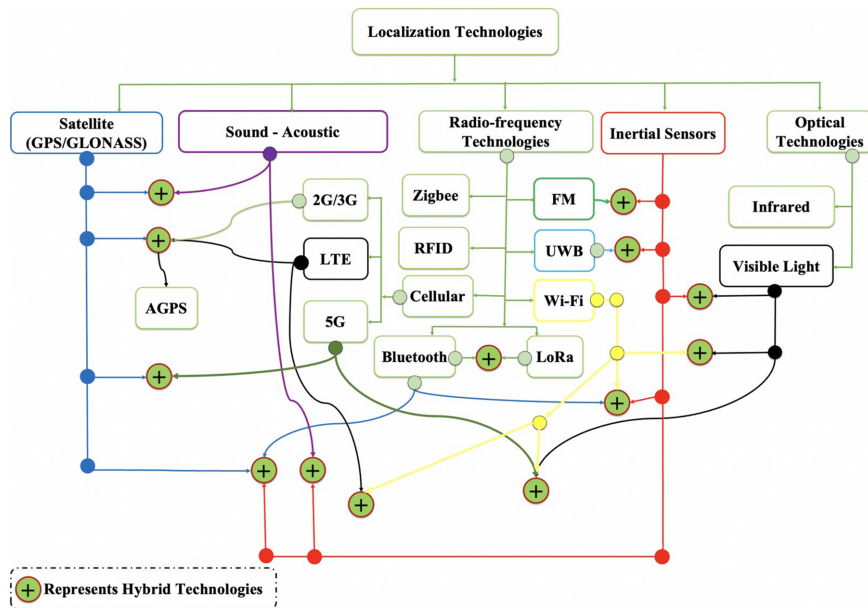 Localization Technologies
Satellite
(GPS/GLONASS)
Sound - Acoustic
Radio-frequency
Technologies
Inertial Sensors
Optical
Technologies
2G/3G
Zigbee
FM
Infrared
LTE
RFID
UWB
Visible Light
AGPS
Cellular
Wi-Fi
5G
Bluetooth
LoRa
Represents Hybrid Technologies